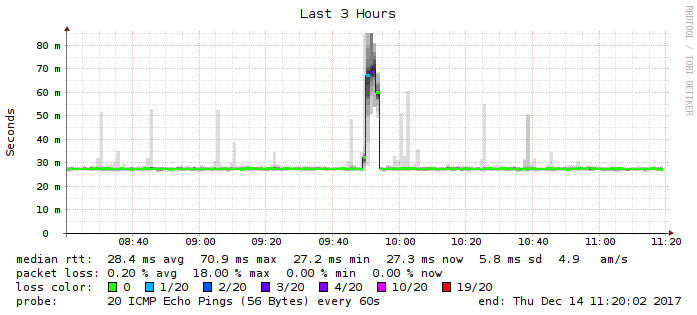 Last 3 Hours
RRDTOOL / TOBI OETIKER
Seconds
80 m
70 m
60 m
50 m
40 m
30 m
20 m
10 m
0
08:40 09:00 09:20 09:40 10:00 10:20 10:40 11:00 11:20
median rtt: 28.4 ms avg 70.9 ms max 27.2 ms min 27.3 ms now 5.8 ms sd 4.9 am/s
packet loss: 0.20 % avg 18.00 % max 0.00 % min 0.00 % now
loss color: 0 1/20 2/20 3/20 4/20 10/20 19/20
probe: 20 ICMP Echo Pings (56 Bytes) every 60s end: Thu Dec 14 11:20:02 2017